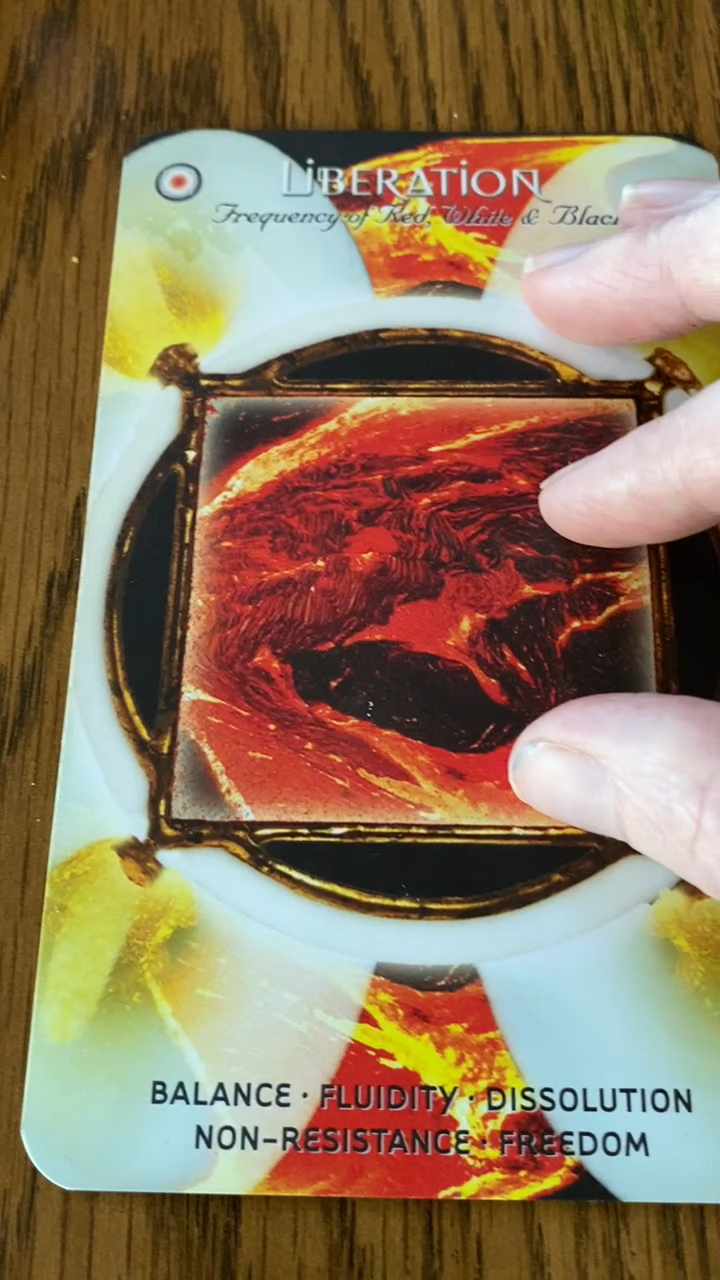 LIBERATION
Frequency of Red, White & Black
BALANCE · FLUIDITY · DISSOLUTION
NON-RESISTANCE · FREEDOM